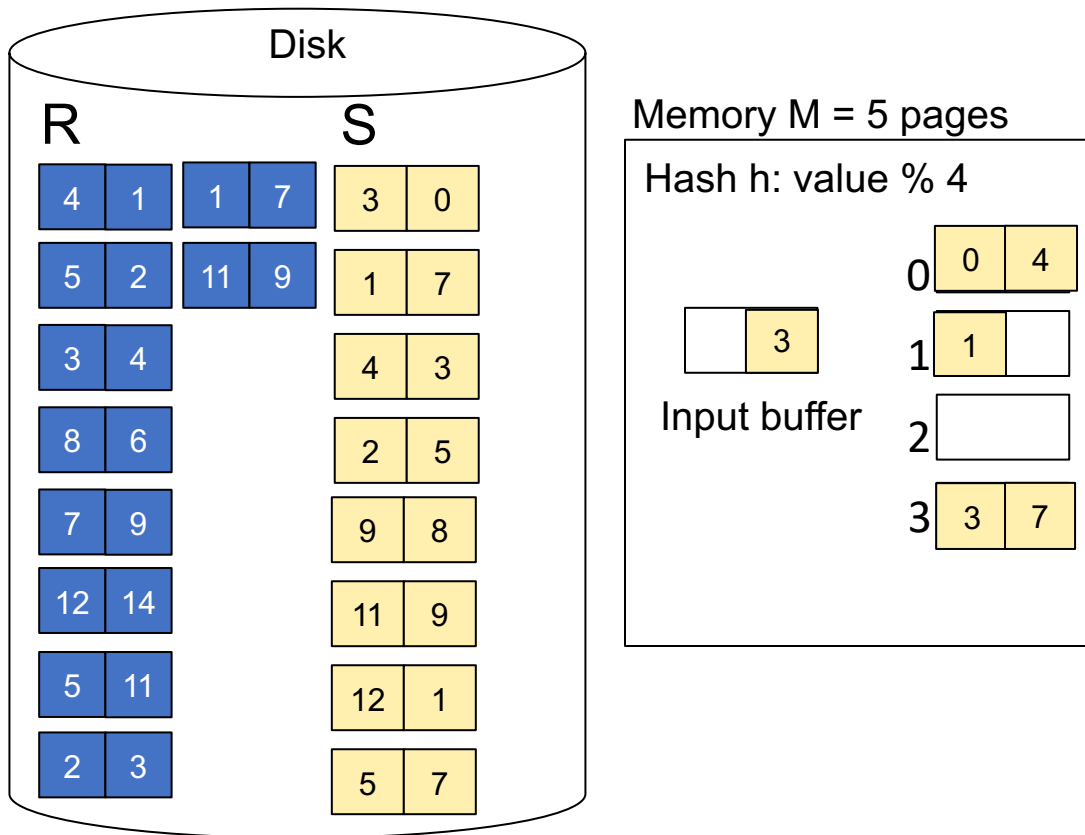 Disk
R S
4 1 1 7 3 0
5 2 11 9 1 7
3 4 4 3
8 6 2 5
7 9 9 8
12 14 11 9
5 11 12 1
2 3 5 7
Memory M = 5 pages
Hash h: value % 4
3
Input buffer
0 0 4
1 1
2
3 3 7